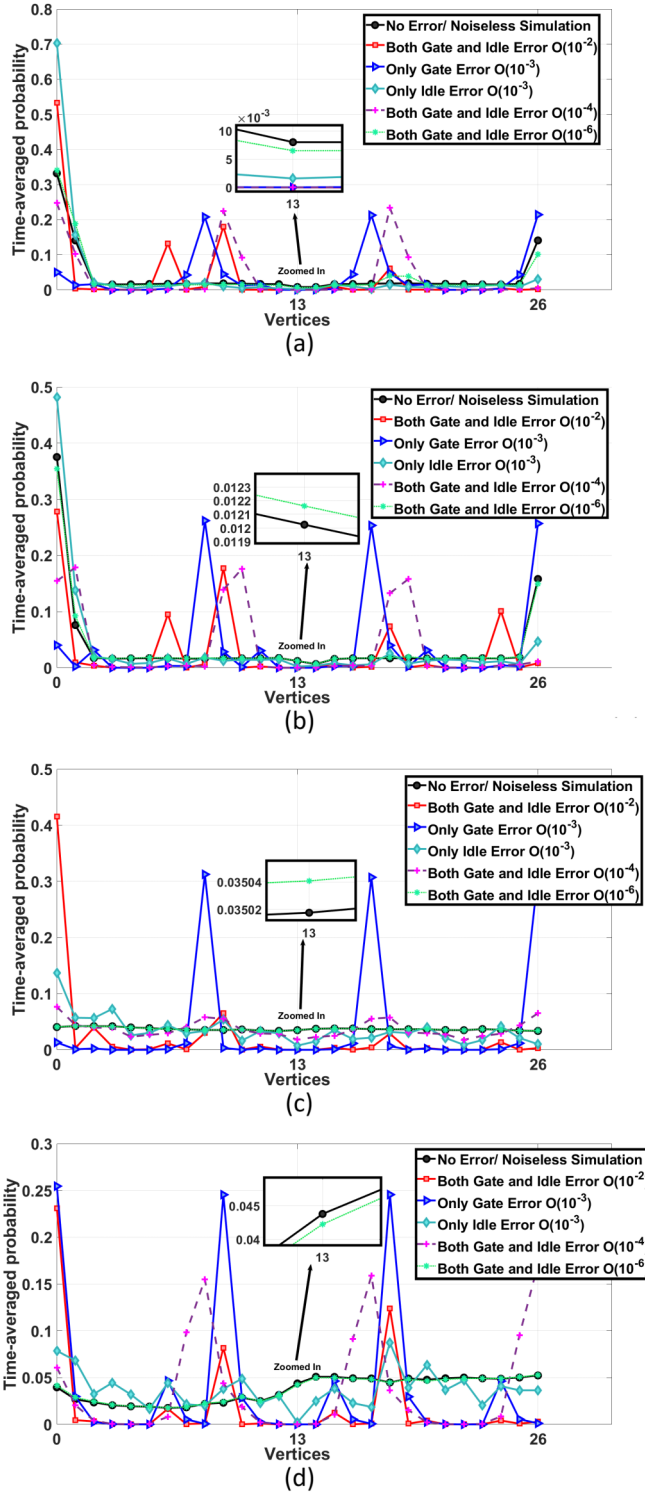 0.8
0.7
0.6
0.5
0.4
0.3
0.2
0.1
0
Time-averaged probability
No Error/ Noiseless Simulation
Both Gate and Idle Error O(10-2)
Only Gate Error O(10-3)
Only Idle Error O(10-3)
Both Gate and Idle Error O(10-4)
Both Gate and Idle Error O(10-6)
×10-3
10
5
0
13
Zoomed In
0
13
26
Vertices
(a)
0.5
0.4
0.3
0.2
0.1
0
Time-averaged probability
No Error/ Noiseless Simulation
Both Gate and Idle Error O(10-2)
Only Gate Error O(10-3)
Only Idle Error O(10-3)
Both Gate and Idle Error O(10-4)
Both Gate and Idle Error O(10-6)
0.0123
0.0122
0.0121
0.012
0.0119
13
Zoomed In
0
13
26
Vertices
(b)
0.5
0.4
0.3
0.2
0.1
0
Time-averaged probability
No Error/ Noiseless Simulation
Both Gate and Idle Error O(10-2)
Only Gate Error O(10-3)
Only Idle Error O(10-3)
Both Gate and Idle Error O(10-4)
Both Gate and Idle Error O(10-6)
0.03504
0.03502
13
Zoomed In
0
13
26
Vertices
(c)
0.3
0.25
0.2
0.15
0.1
0.05
0
Time-averaged probability
No Error/ Noiseless Simulation
Both Gate and Idle Error O(10-2
Only Gate Error O(10-3)
Only Idle Error O(10-3)
Both Gate and Idle Error O(10-4
Both Gate and Idle Error O(10-6
0.045
0.04
13
Zoomed In
0
13
26
Vertices
(d)